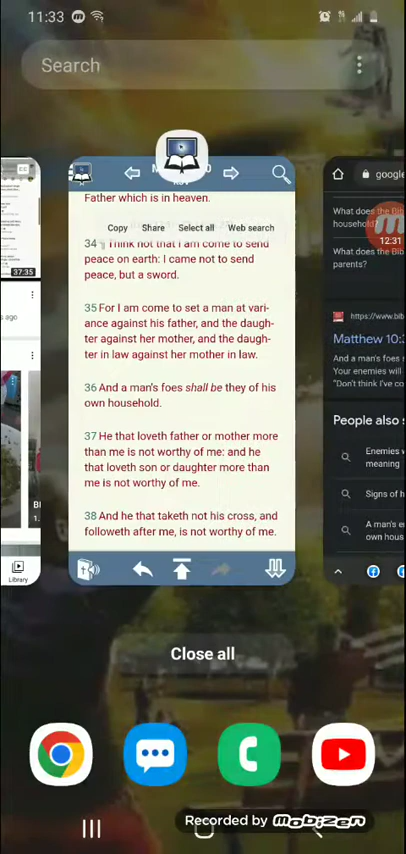 11:33
Search
CC
37:35
s ago
B
1.
Library
M 0
Father which is in heaven.
Copy Share Select all Web search
34 Think not that I am come to send
peace on earth: I came not to send
peace, but a sword.
35 For I am come to set a man at vari-
ance against his father, and the daugh-
ter against her mother, and the daugh-
ter in law against her mother in law.
36 And a man's foes shall be they of his
own household.
37 He that loveth father or mother more
than me is not worthy of me: and he
that loveth son or daughter more than
me is not worthy of me.
38 And he that taketh not his cross, and
followeth after me, is not worthy of me.
google
What does the Bib
household
What does the Bib
parents?
12:31
https://www.bib
Matthew 10:
And a man's foes
Your enemies will
"Don't think I've co
People also s
Enemies w
meaning
Signs of h
A man's e
own hous
Close all
Recorded by mobizen